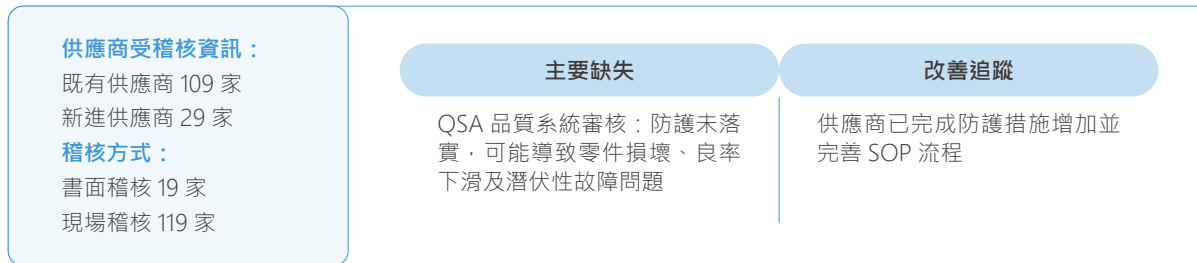 供應商受稽核資訊：
既有供應商 109 家
新進供應商 29 家
稽核方式：
書面稽核 19 家
現場稽核 119 家
主要缺失
QSA 品質系統審核：防護未落
實，可能導致零件損壞、良率
下滑及潛伏性故障問題
改善追蹤
供應商已完成防護措施增加並
完善 SOP 流程